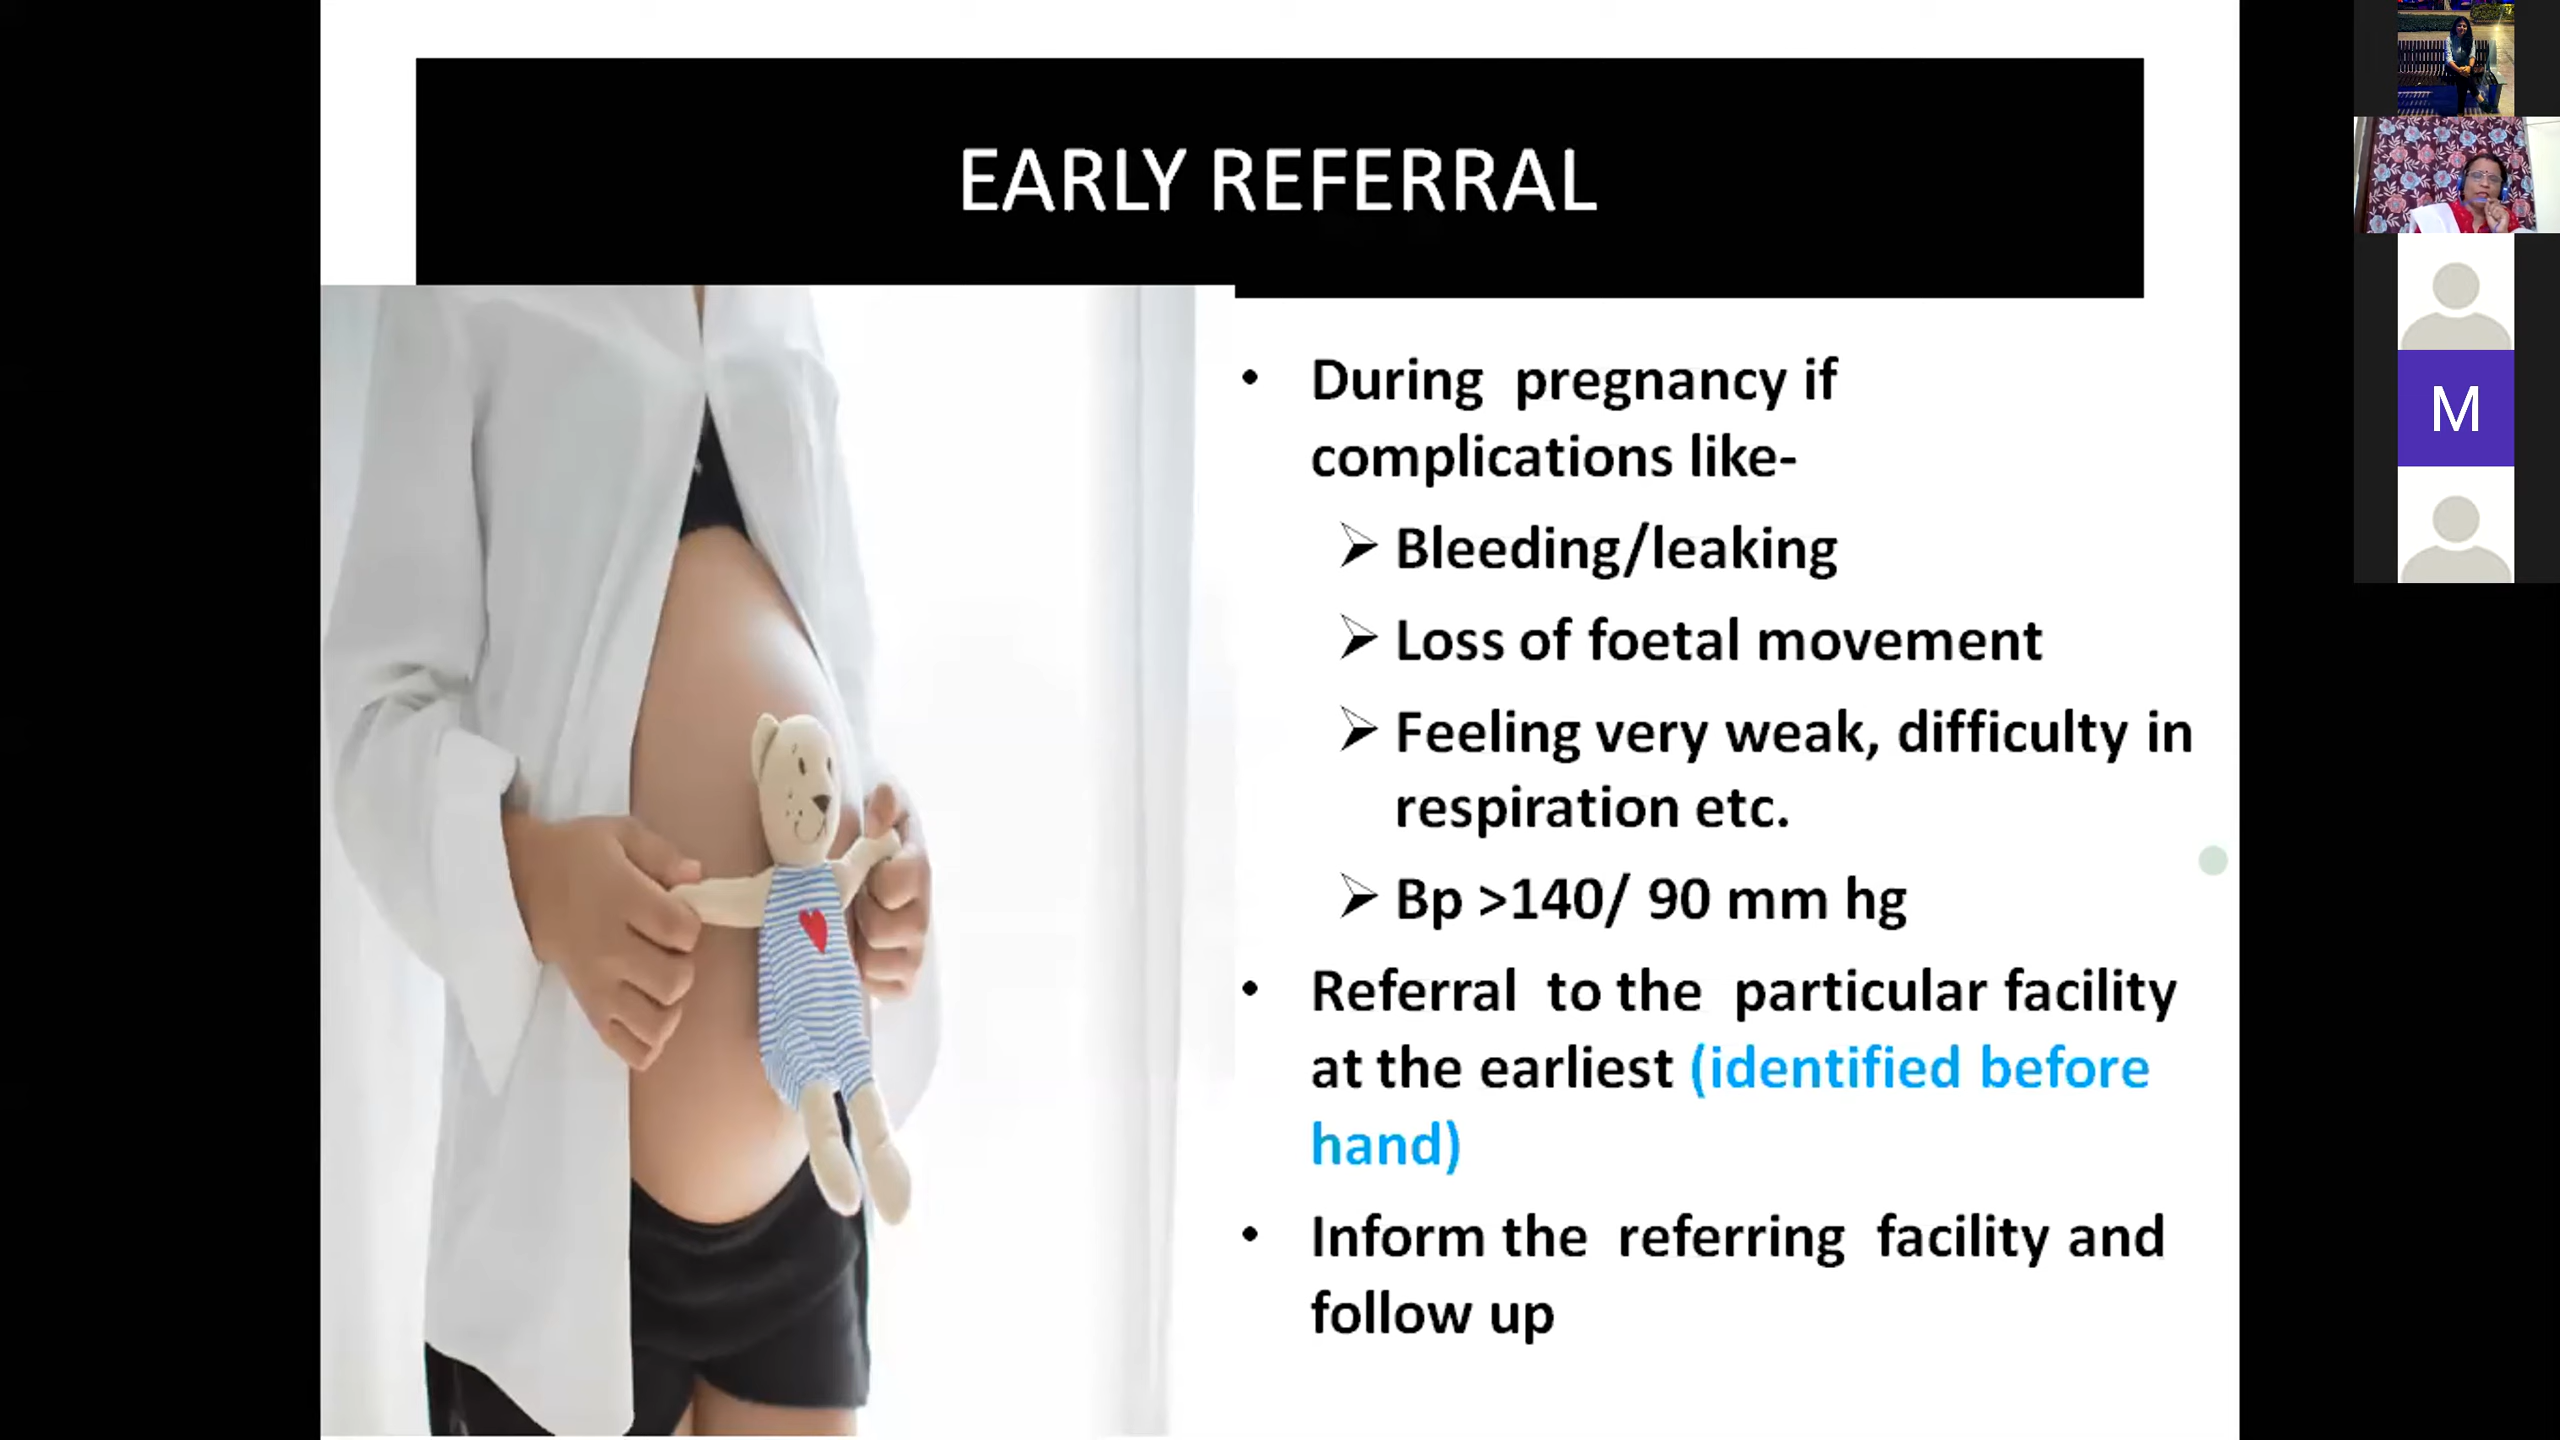 EARLY REFERRAL
• During pregnancy if
complications like-
➢ Bleeding/leaking
➢ Loss of foetal movement
➢ Feeling very weak, difficulty in
respiration etc.
➢ Bp >140/ 90 mm hg
• Referral to the particular facility
at the earliest (identified before
hand)
• Inform the referring facility and
follow up
M